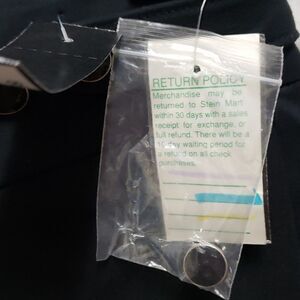 RETURN POLICY
Merchandise may be
returned to Stein Mart
within 30 days with a sales
receipt for exchange, or
full refund. There will be a
10-day waiting period for
a refund on all check
purchases.